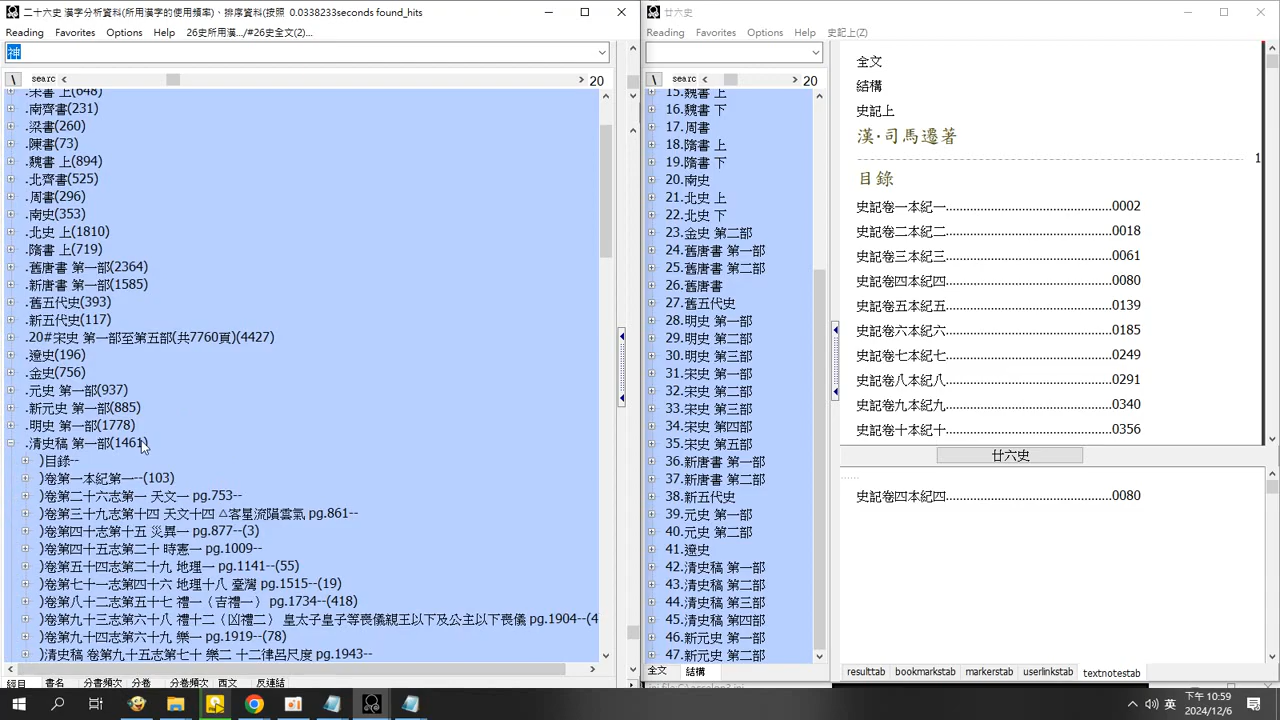 二十六史 漢字分析資料(所用漢字的使用頻率)、排序資料(按照 0.0338233seconds found_hits
Reading Favorites Options Help 26史所用漢.../#26史全文(2)...
神
\ searc < > 20
.宋書 上(648)
.南齊書(231)
.梁書(260)
.陳書(73)
.魏書 上(894)
.北齊書(525)
.周書(296)
.南史(353)
.北史 上(1810)
.隋書 上(719)
.舊唐書 第一部(2364)
.新唐書 第一部(1585)
.舊五代史(393)
.新五代史(117)
.20#宋史 第一部至第五部(共7760頁)(4427)
.遼史(196)
.金史(756)
.元史 第一部(937)
.新元史 第一部(885)
.明史 第一部(1778)
.清史稿 第一部(1461)
)目錄--
)卷第一本紀第一--(103)
)卷第二十六志第一 天文一 pg.753--
)卷第三十九志第十四 天文十四 △客星流隕雲氣 pg.861--
)卷第四十志第十五 災異一 pg.877--(3)
)卷第四十五志第二十 時憲一 pg.1009--
)卷第五十四志第二十九 地理一 pg.1141--(55)
)卷第七十一志第四十六 地理十八 臺灣 pg.1515--(19)
)卷第八十二志第五十七 禮一（吉禮一） pg.1734--(418)
)卷第九十三志第六十八 禮十二（凶禮二） 皇太子皇子等喪儀親王以下及公主以下喪儀 pg.1904--(4
)卷第九十四志第六十九 樂一 pg.1919--(78)
)清史稿 卷第九十五志第七十 樂二 十二律呂尺度 pg.1943--
綱目 書名 分書頻次 分卷 分卷頻次 西文 反連結
廿六史
Reading Favorites Options Help 史記上(Z)
\ searc < > 20
15.魏書 上
16.魏書 下
17.周書
18.隋書 上
19.隋書 下
20.南史
21.北史 上
22.北史 下
23.金史 第二部
24.舊唐書 第一部
25.舊唐書 第二部
26.舊唐書
27.舊五代史
28.明史 第一部
29.明史 第二部
30.明史 第三部
31.宋史 第一部
32.宋史 第二部
33.宋史 第三部
34.宋史 第四部
35.宋史 第五部
36.新唐書 第一部
37.新唐書 第二部
38.新五代史
39.元史 第一部
40.元史 第二部
41.遼史
42.清史稿 第一部
43.清史稿 第二部
44.清史稿 第三部
45.清史稿 第四部
46.新元史 第一部
47.新元史 第二部
全文 結構
全文
結構
史記上
漢·司馬遷著
1
目錄
史記卷一本紀一............................................0002
史記卷二本紀二............................................0018
史記卷三本紀三............................................0061
史記卷四本紀四............................................0080
史記卷五本紀五............................................0139
史記卷六本紀六............................................0185
史記卷七本紀七............................................0249
史記卷八本紀八............................................0291
史記卷九本紀九............................................0340
史記卷十本紀十............................................0356
廿六史
史記卷四本紀四............................................0080
resulttab bookmarkstab markerstab userlinkstab textnotestab
英
下午 10:59
2024/12/6